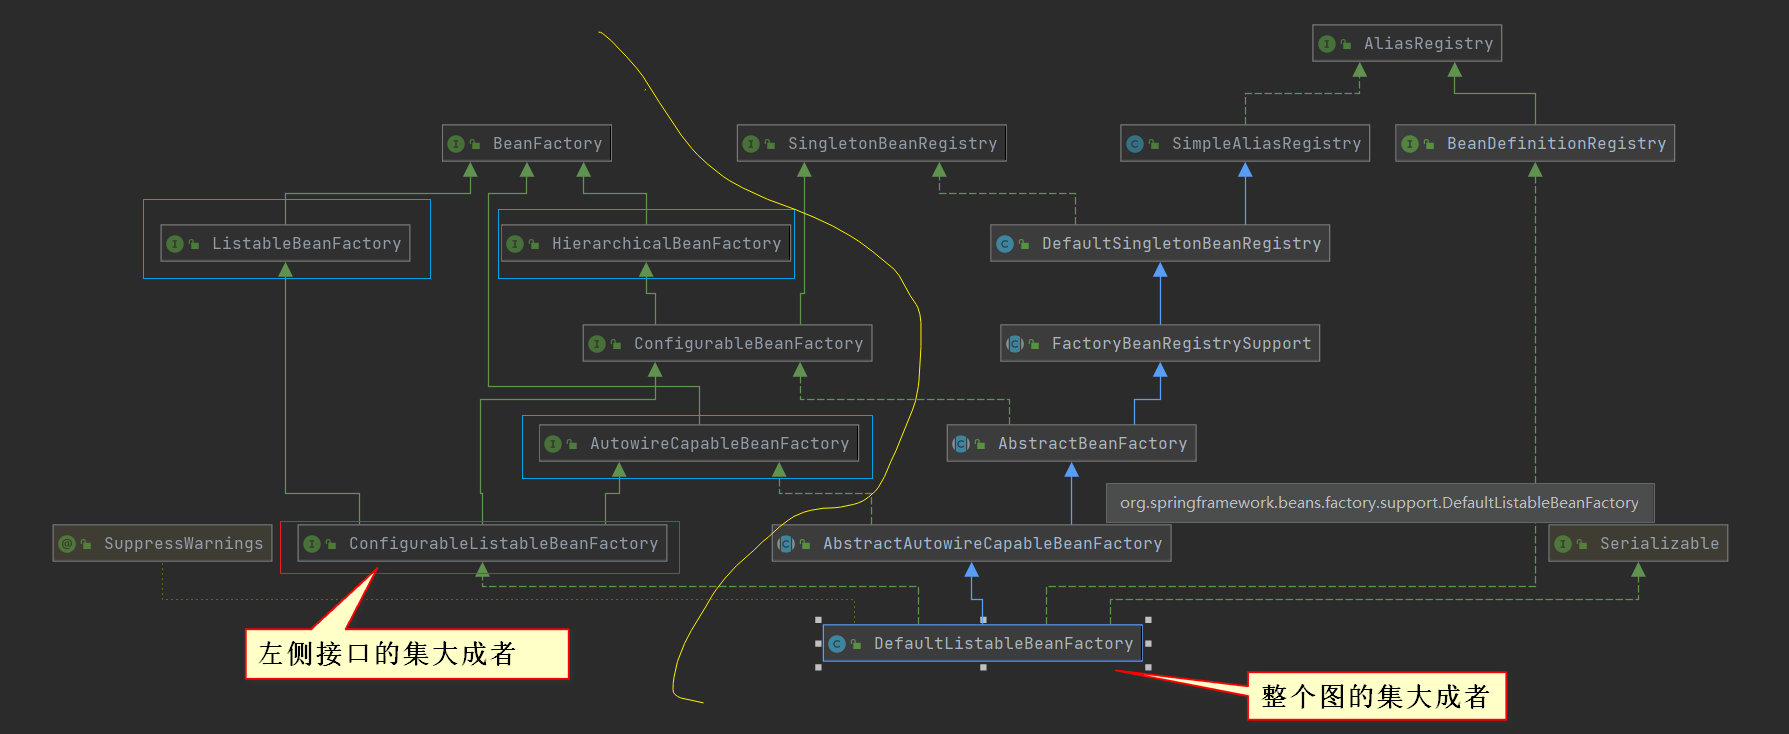 AliasRegistry
BeanFactory
SingletonBeanRegistry
SimpleAliasRegistry
BeanDefinitionRegistry
ListableBeanFactory
HierarchicalBeanFactory
DefaultSingletonBeanRegistry
ConfigurableBeanFactory
FactoryBeanRegistrySupport
AutowireCapableBeanFactory
AbstractBeanFactory
org.springframework.beans.factory.support.DefaultListableBeanFactory
SuppressWarnings
ConfigurableListableBeanFactory
AbstractAutowireCapableBeanFactory
Serializable
DefaultListableBeanFactory
左侧接口的集大成者
整个图的集大成者